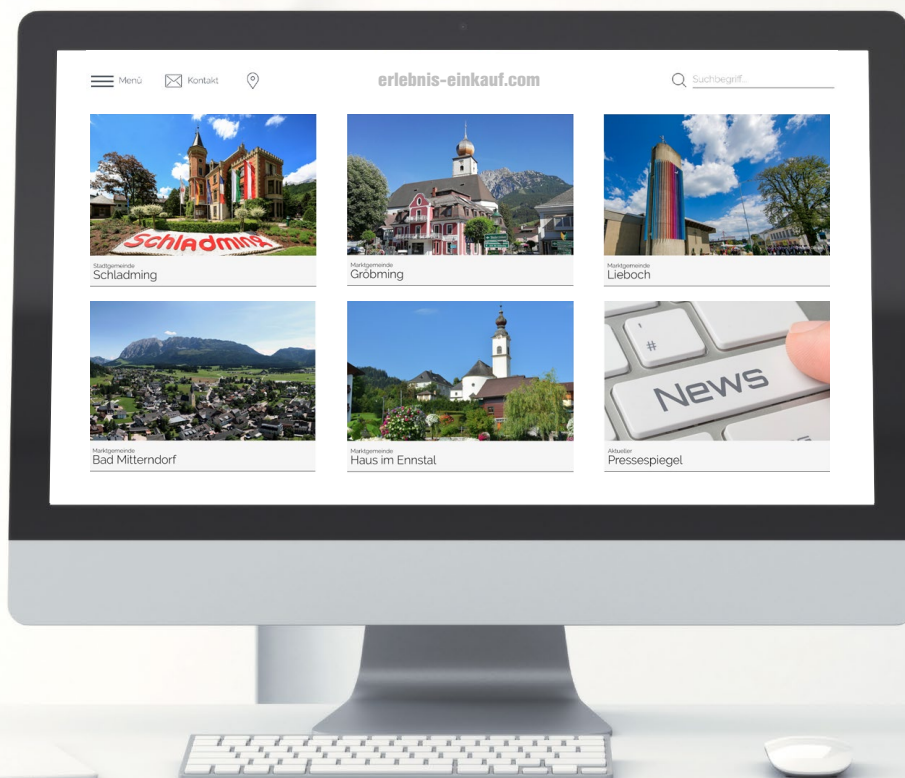 Menü
Kontakt
erlebnis-einkauf.com
Suchbegriff...
Schladming
Stadtgemeinde
Schladming
Marktgemeinde
Gröbming
Marktgemeinde
Lieboch
Marktgemeinde
Bad Mitterndorf
Marktgemeinde
Haus im Ennstal
'
#
News
Aktueller
Pressespiegel